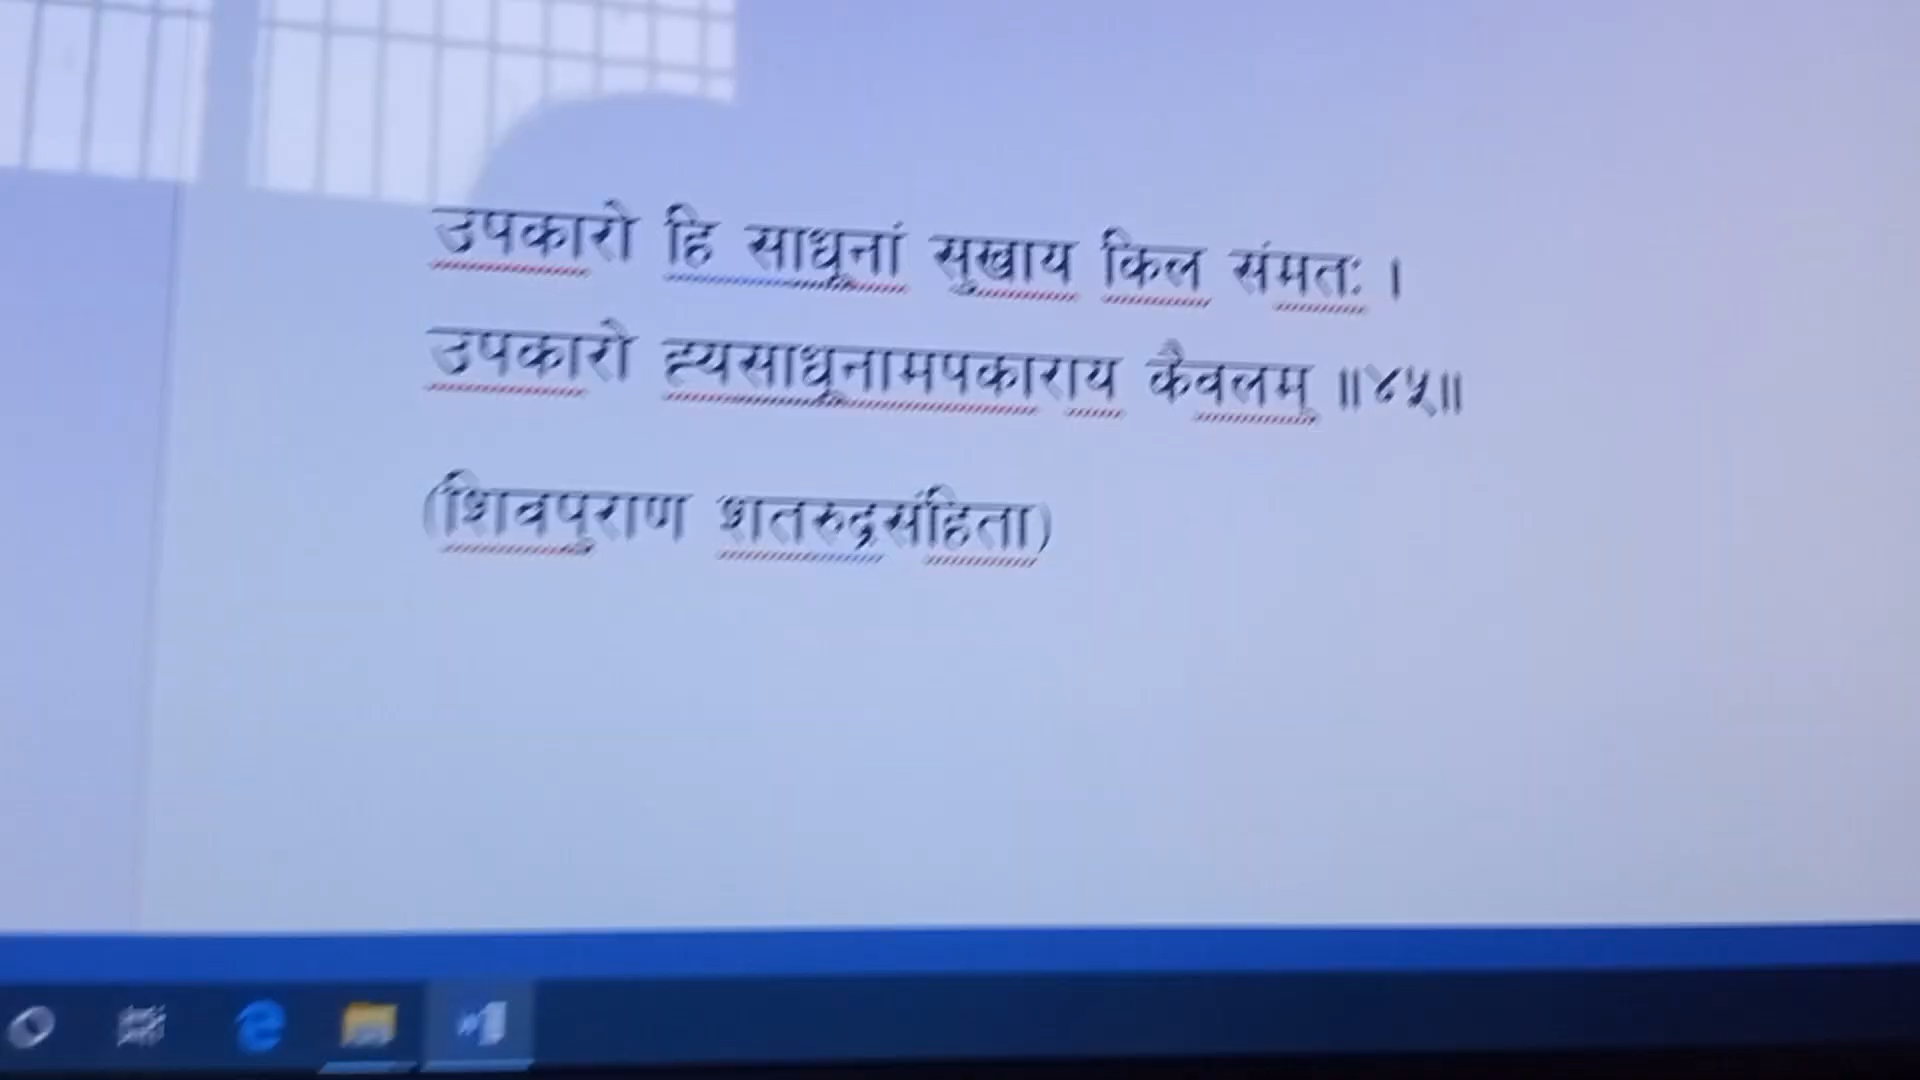 उपकारो हि साधूनां सुखाय किल संमतः ।
उपकारो ह्यसाधूनामपकाराय केवलम् ॥४५॥
(शिवपुराण शतरुद्रसंहिता)